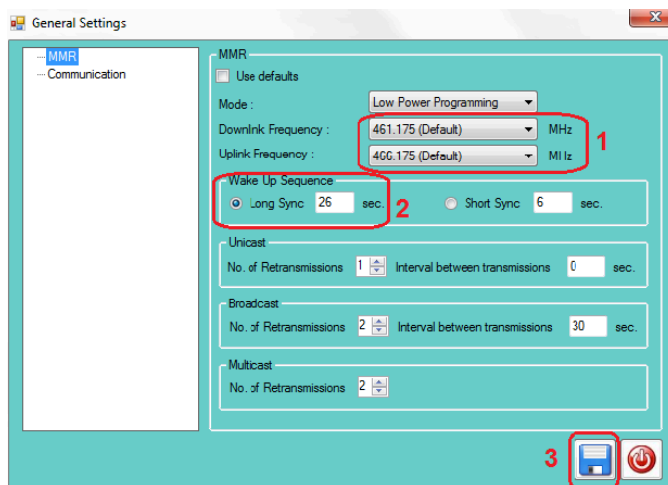 General Settings
x
MMR
Communication
MMR
Use defaults
Mode : Low Power Programming
Downlink Frequency : 461.175 (Default) MHz 1
Uplink Frequency : 466.175 (Default) MHz
Wake Up Sequence
Long Sync 26 sec. 2 Short Sync 6 sec.
Unicast
No. of Retransmissions 1 Interval between transmissions 0 sec.
Broadcast
No. of Retransmissions 2 Interval between transmissions 30 sec.
Multicast
No. of Retransmissions 2
3